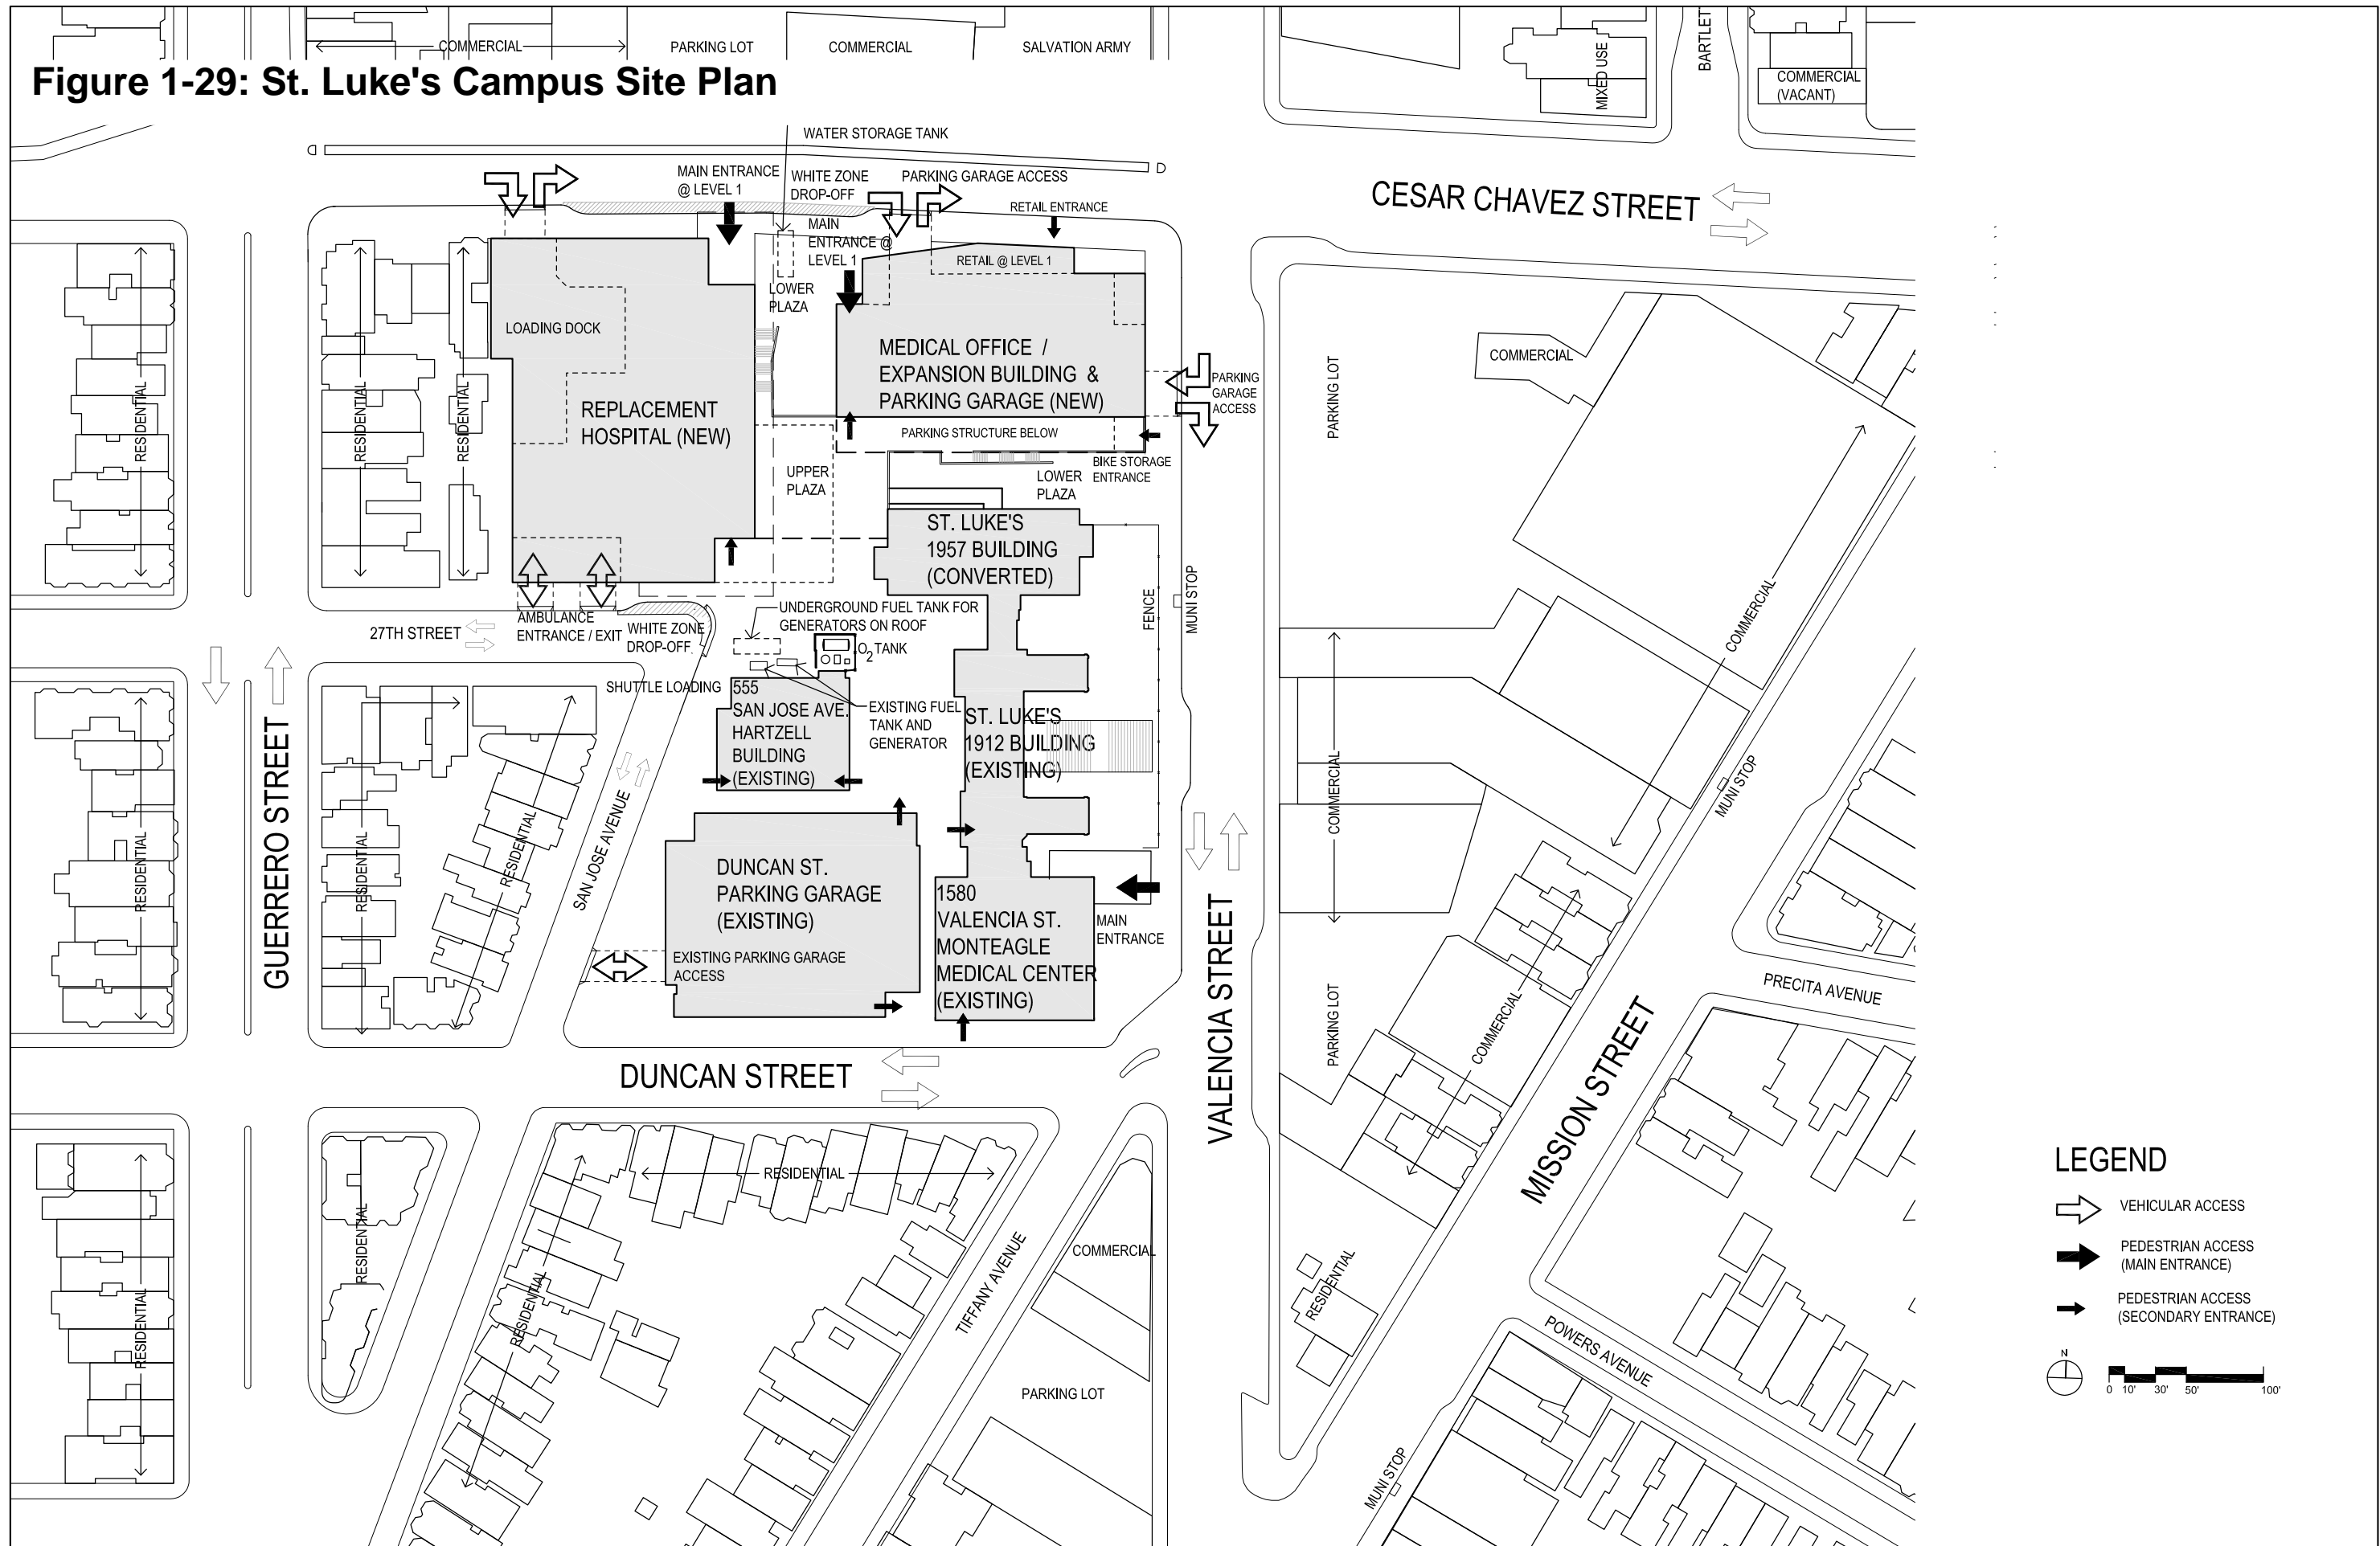 COMMERCIAL
PARKING LOT
COMMERCIAL
SALVATION ARMY
MIXED USE
BARTLET
COMMERCIAL
(VACANT)
Figure 1-29: St. Luke's Campus Site Plan
WATER STORAGE TANK
MAIN ENTRANCE
@ LEVEL 1
WHITE ZONE
DROP-OFF
PARKING GARAGE ACCESS
RETAIL ENTRANCE
CESAR CHAVEZ STREET
MAIN
ENTRANCE @
LEVEL 1
RETAIL @ LEVEL 1
LOWER
PLAZA
LOADING DOCK
MEDICAL OFFICE /
EXPANSION BUILDING &
PARKING GARAGE (NEW)
PARKING
GARAGE
ACCESS
PARKING LOT
COMMERCIAL
RESIDENTIAL
RESIDENTIAL
RESIDENTIAL
REPLACEMENT
HOSPITAL (NEW)
PARKING STRUCTURE BELOW
BIKE STORAGE
ENTRANCE
UPPER
PLAZA
LOWER
PLAZA
ST. LUKE'S
1957 BUILDING
(CONVERTED)
FENCE
MUNI STOP
COMMERCIAL
27TH STREET
AMBULANCE
ENTRANCE / EXIT
WHITE ZONE
DROP-OFF
UNDERGROUND FUEL TANK FOR
GENERATORS ON ROOF
O2 TANK
SHUTTLE LOADING
555
SAN JOSE AVE.
HARTZELL
BUILDING
(EXISTING)
EXISTING FUEL
TANK AND
GENERATOR
ST. LUKE'S
1912 BUILDING
(EXISTING)
COMMERCIAL
MUNI STOP
GUERRERO STREET
RESIDENTIAL
RESIDENTIAL
RESIDENTIAL
SAN JOSE AVENUE
DUNCAN ST.
PARKING GARAGE
(EXISTING)
EXISTING PARKING GARAGE
ACCESS
1580
VALENCIA ST.
MONTEAGLE
MEDICAL CENTER
(EXISTING)
MAIN
ENTRANCE
VALENCIA STREET
PARKING LOT
COMMERCIAL
PRECITA AVENUE
MISSION STREET
DUNCAN STREET
RESIDENTIAL
RESIDENTIAL
RESIDENTIAL
RESIDENTIAL
TIFFANY AVENUE
COMMERCIAL
PARKING LOT
RESIDENTIAL
POWERS AVENUE
MUNI STOP
LEGEND
VEHICULAR ACCESS
PEDESTRIAN ACCESS
(MAIN ENTRANCE)
PEDESTRIAN ACCESS
(SECONDARY ENTRANCE)
N
0 10' 30' 50' 100'